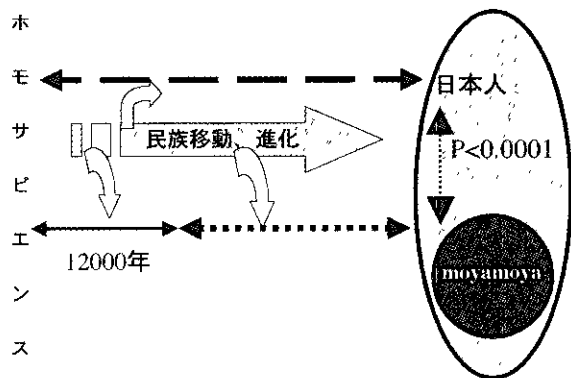 ホモサピエンス
日本人
民族移動、進化
P<0.0001
12000年
moyamoya